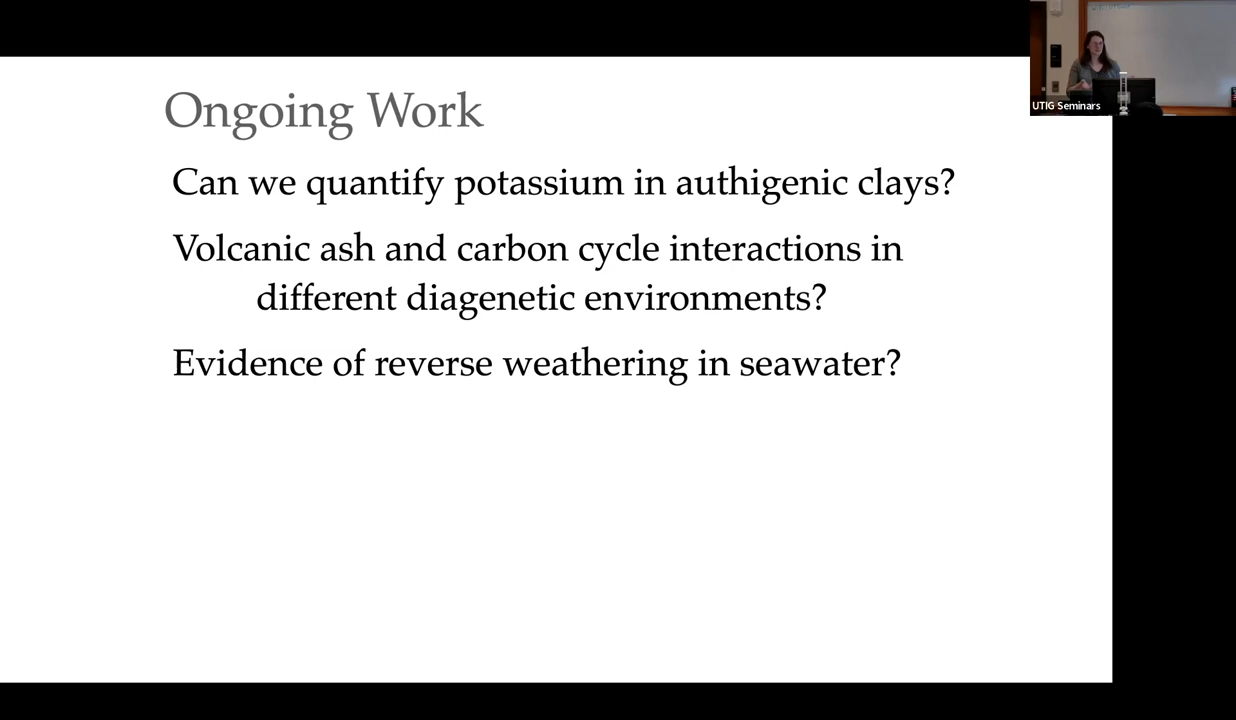 Ongoing Work
Can we quantify potassium in authigenic clays?
Volcanic ash and carbon cycle interactions in
different diagenetic environments?
Evidence of reverse weathering in seawater?
UTIG Seminars